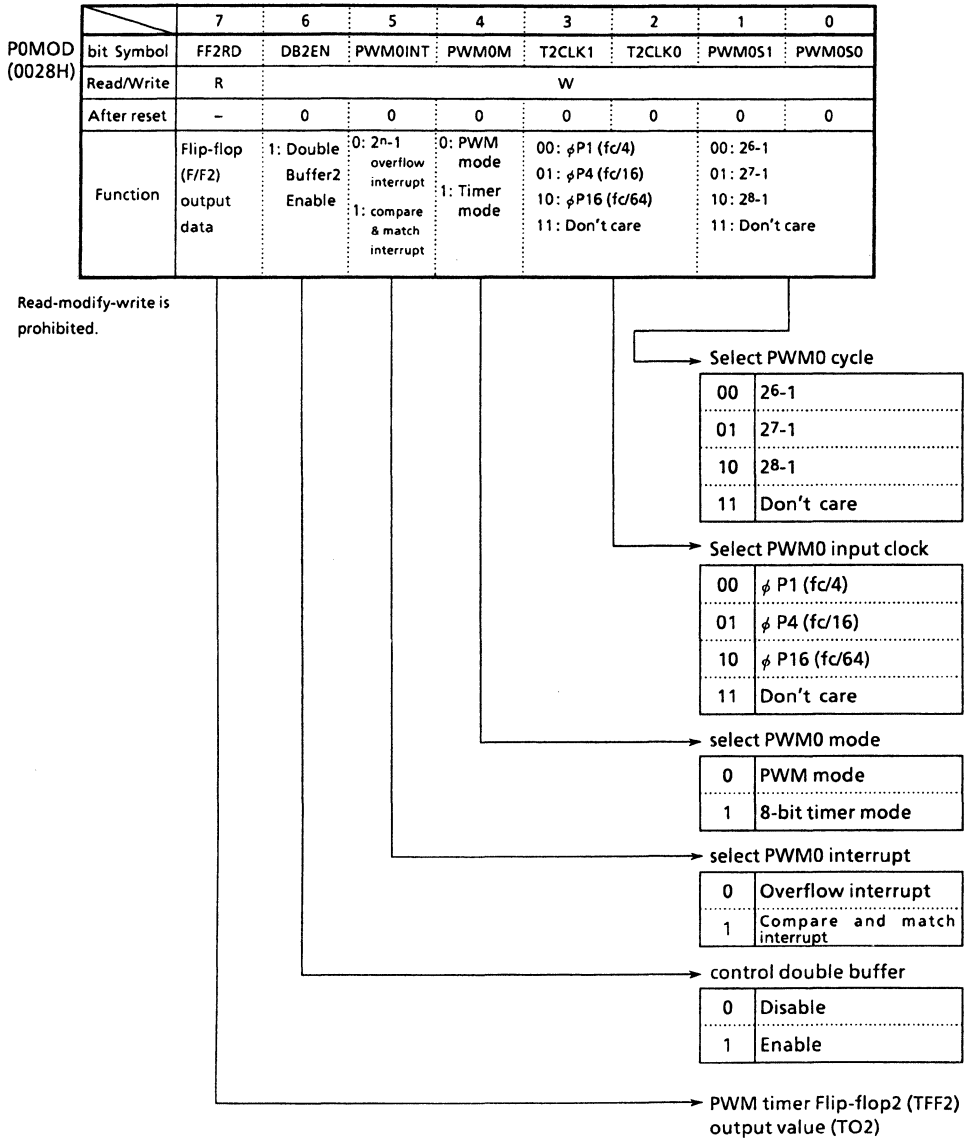 7 6 5 4 3 2 1 0
P0MOD
(0028H)
bit Symbol FF2RD DB2EN PWM0INT PWM0M T2CLK1 T2CLK0 PWM0S1 PWM0S0
Read/Write R W
After reset – 0 0 0 0 0 0 0
Function
Flip-flop
(F/F2)
output
data
1: Double
Buffer2
Enable
0: 2ⁿ-1
overflow
interrupt
1: compare
& match
interrupt
0: PWM
mode
1: Timer
mode
00: φP1 (fc/4)
01: φP4 (fc/16)
10: φP16 (fc/64)
11: Don't care
00: 2⁶-1
01: 2⁷-1
10: 2⁸-1
11: Don't care
Read-modify-write is
prohibited.
Select PWM0 cycle
00 2⁶-1
01 2⁷-1
10 2⁸-1
11 Don't care
Select PWM0 input clock
00 φ P1 (fc/4)
01 φ P4 (fc/16)
10 φ P16 (fc/64)
11 Don't care
select PWM0 mode
0 PWM mode
1 8-bit timer mode
select PWM0 interrupt
0 Overflow interrupt
1 Compare and match
interrupt
control double buffer
0 Disable
1 Enable
PWM timer Flip-flop2 (TFF2)
output value (TO2)